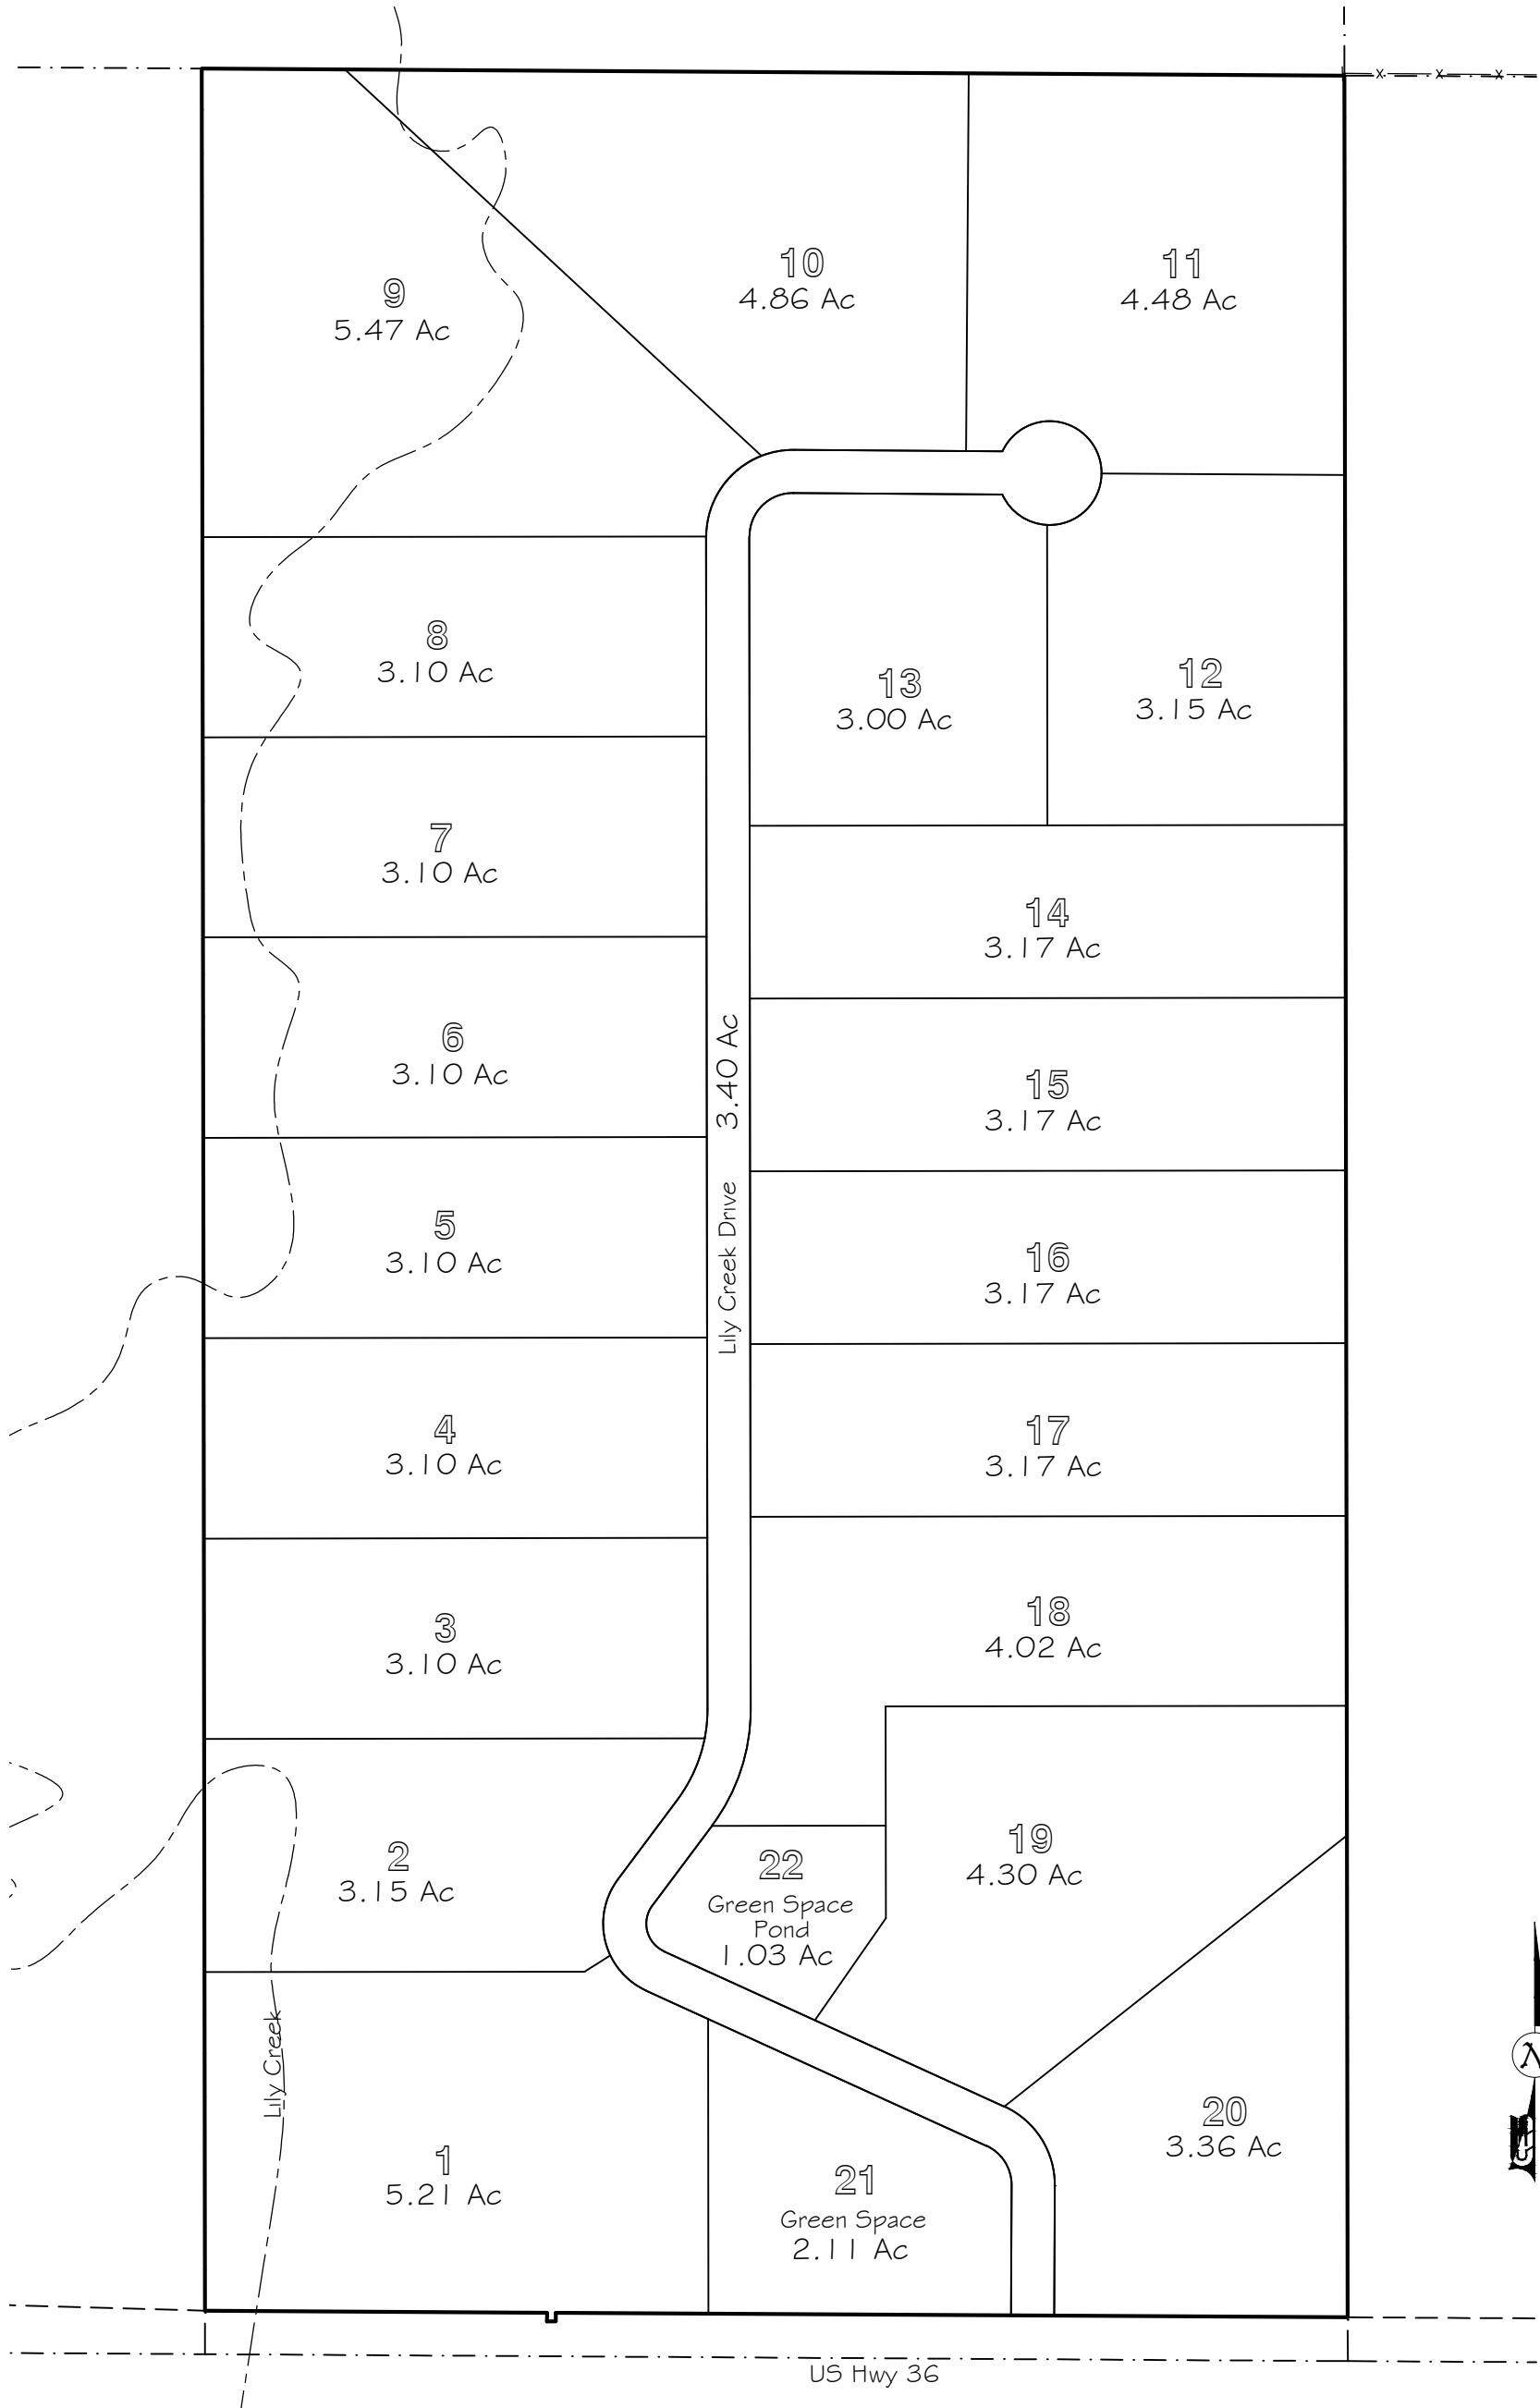 x x x
10
4.86 Ac
11
4.48 Ac
9
5.47 Ac
8
3.10 Ac
13
3.00 Ac
12
3.15 Ac
7
3.10 Ac
14
3.17 Ac
6
3.10 Ac
Lily Creek Drive 3.40 Ac
15
3.17 Ac
5
3.10 Ac
16
3.17 Ac
4
3.10 Ac
17
3.17 Ac
3
3.10 Ac
18
4.02 Ac
2
3.15 Ac
22
Green Space
Pond
1.03 Ac
19
4.30 Ac
Lily Creek
1
5.21 Ac
21
Green Space
2.11 Ac
20
3.36 Ac
N
US Hwy 36